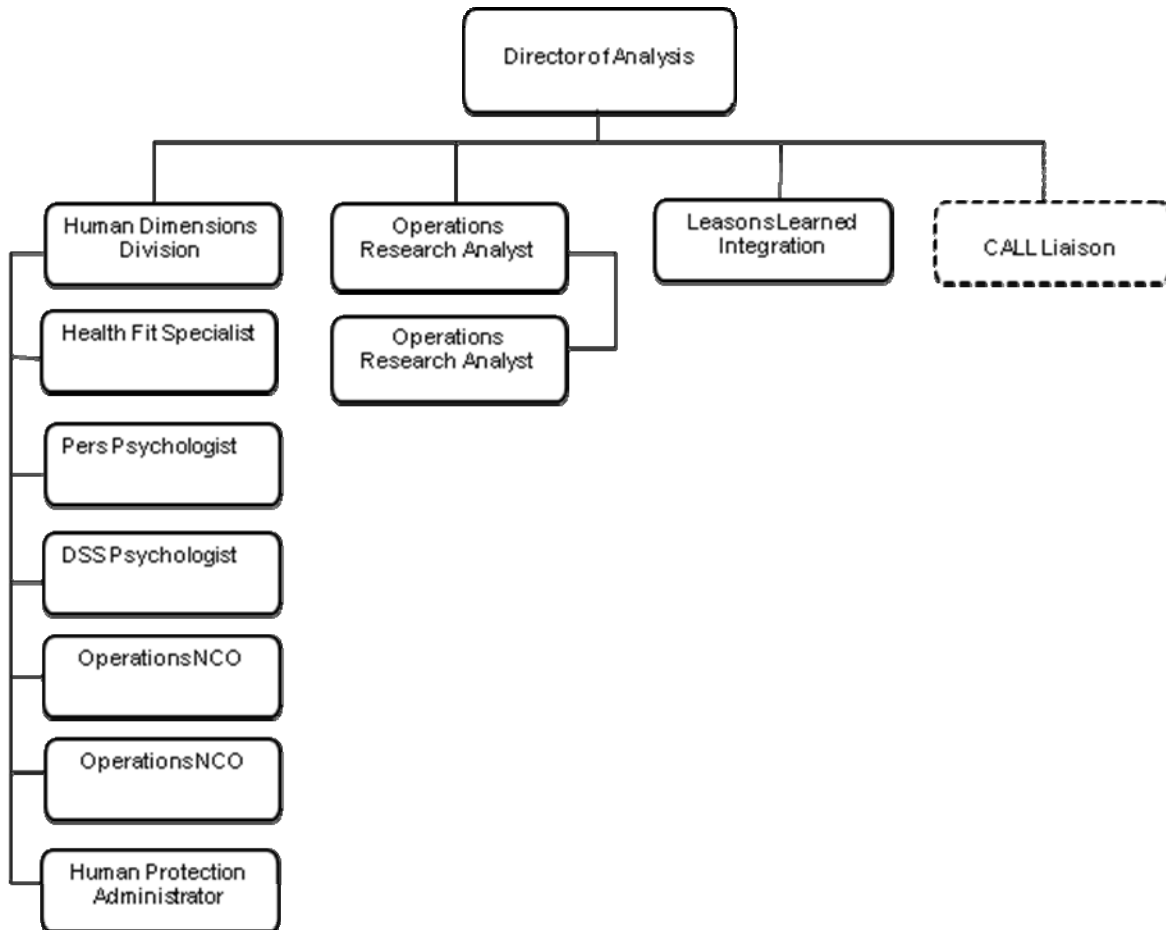 Director of Analysis
Human Dimensions
Division
Operations
Research Analyst
Leasons Learned
Integration
CALL Liaison
Health Fit Specialist
Operations
Research Analyst
Pers Psychologist
DSS Psychologist
Operations NCO
Operations NCO
Human Protection
Administrator